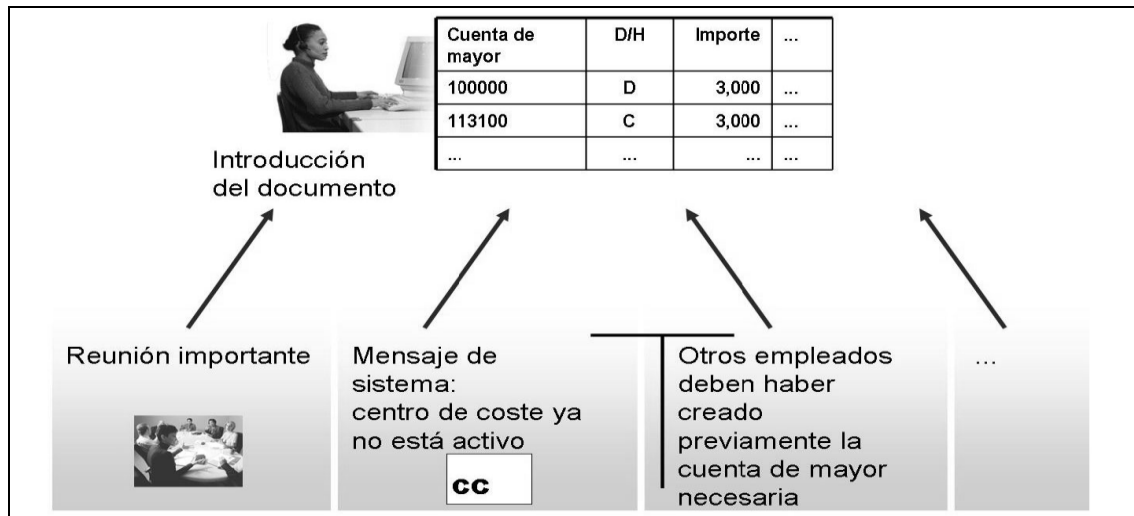 Cuenta de mayor D/H Importe ...
100000 D 3,000 ...
113100 C 3,000 ...
... ... ... ...
Introducción
del documento
Reunión importante
Mensaje de
sistema:
centro de coste ya
no está activo
cc
Otros empleados
deben haber
creado
previamente la
cuenta de mayor
necesaria
...